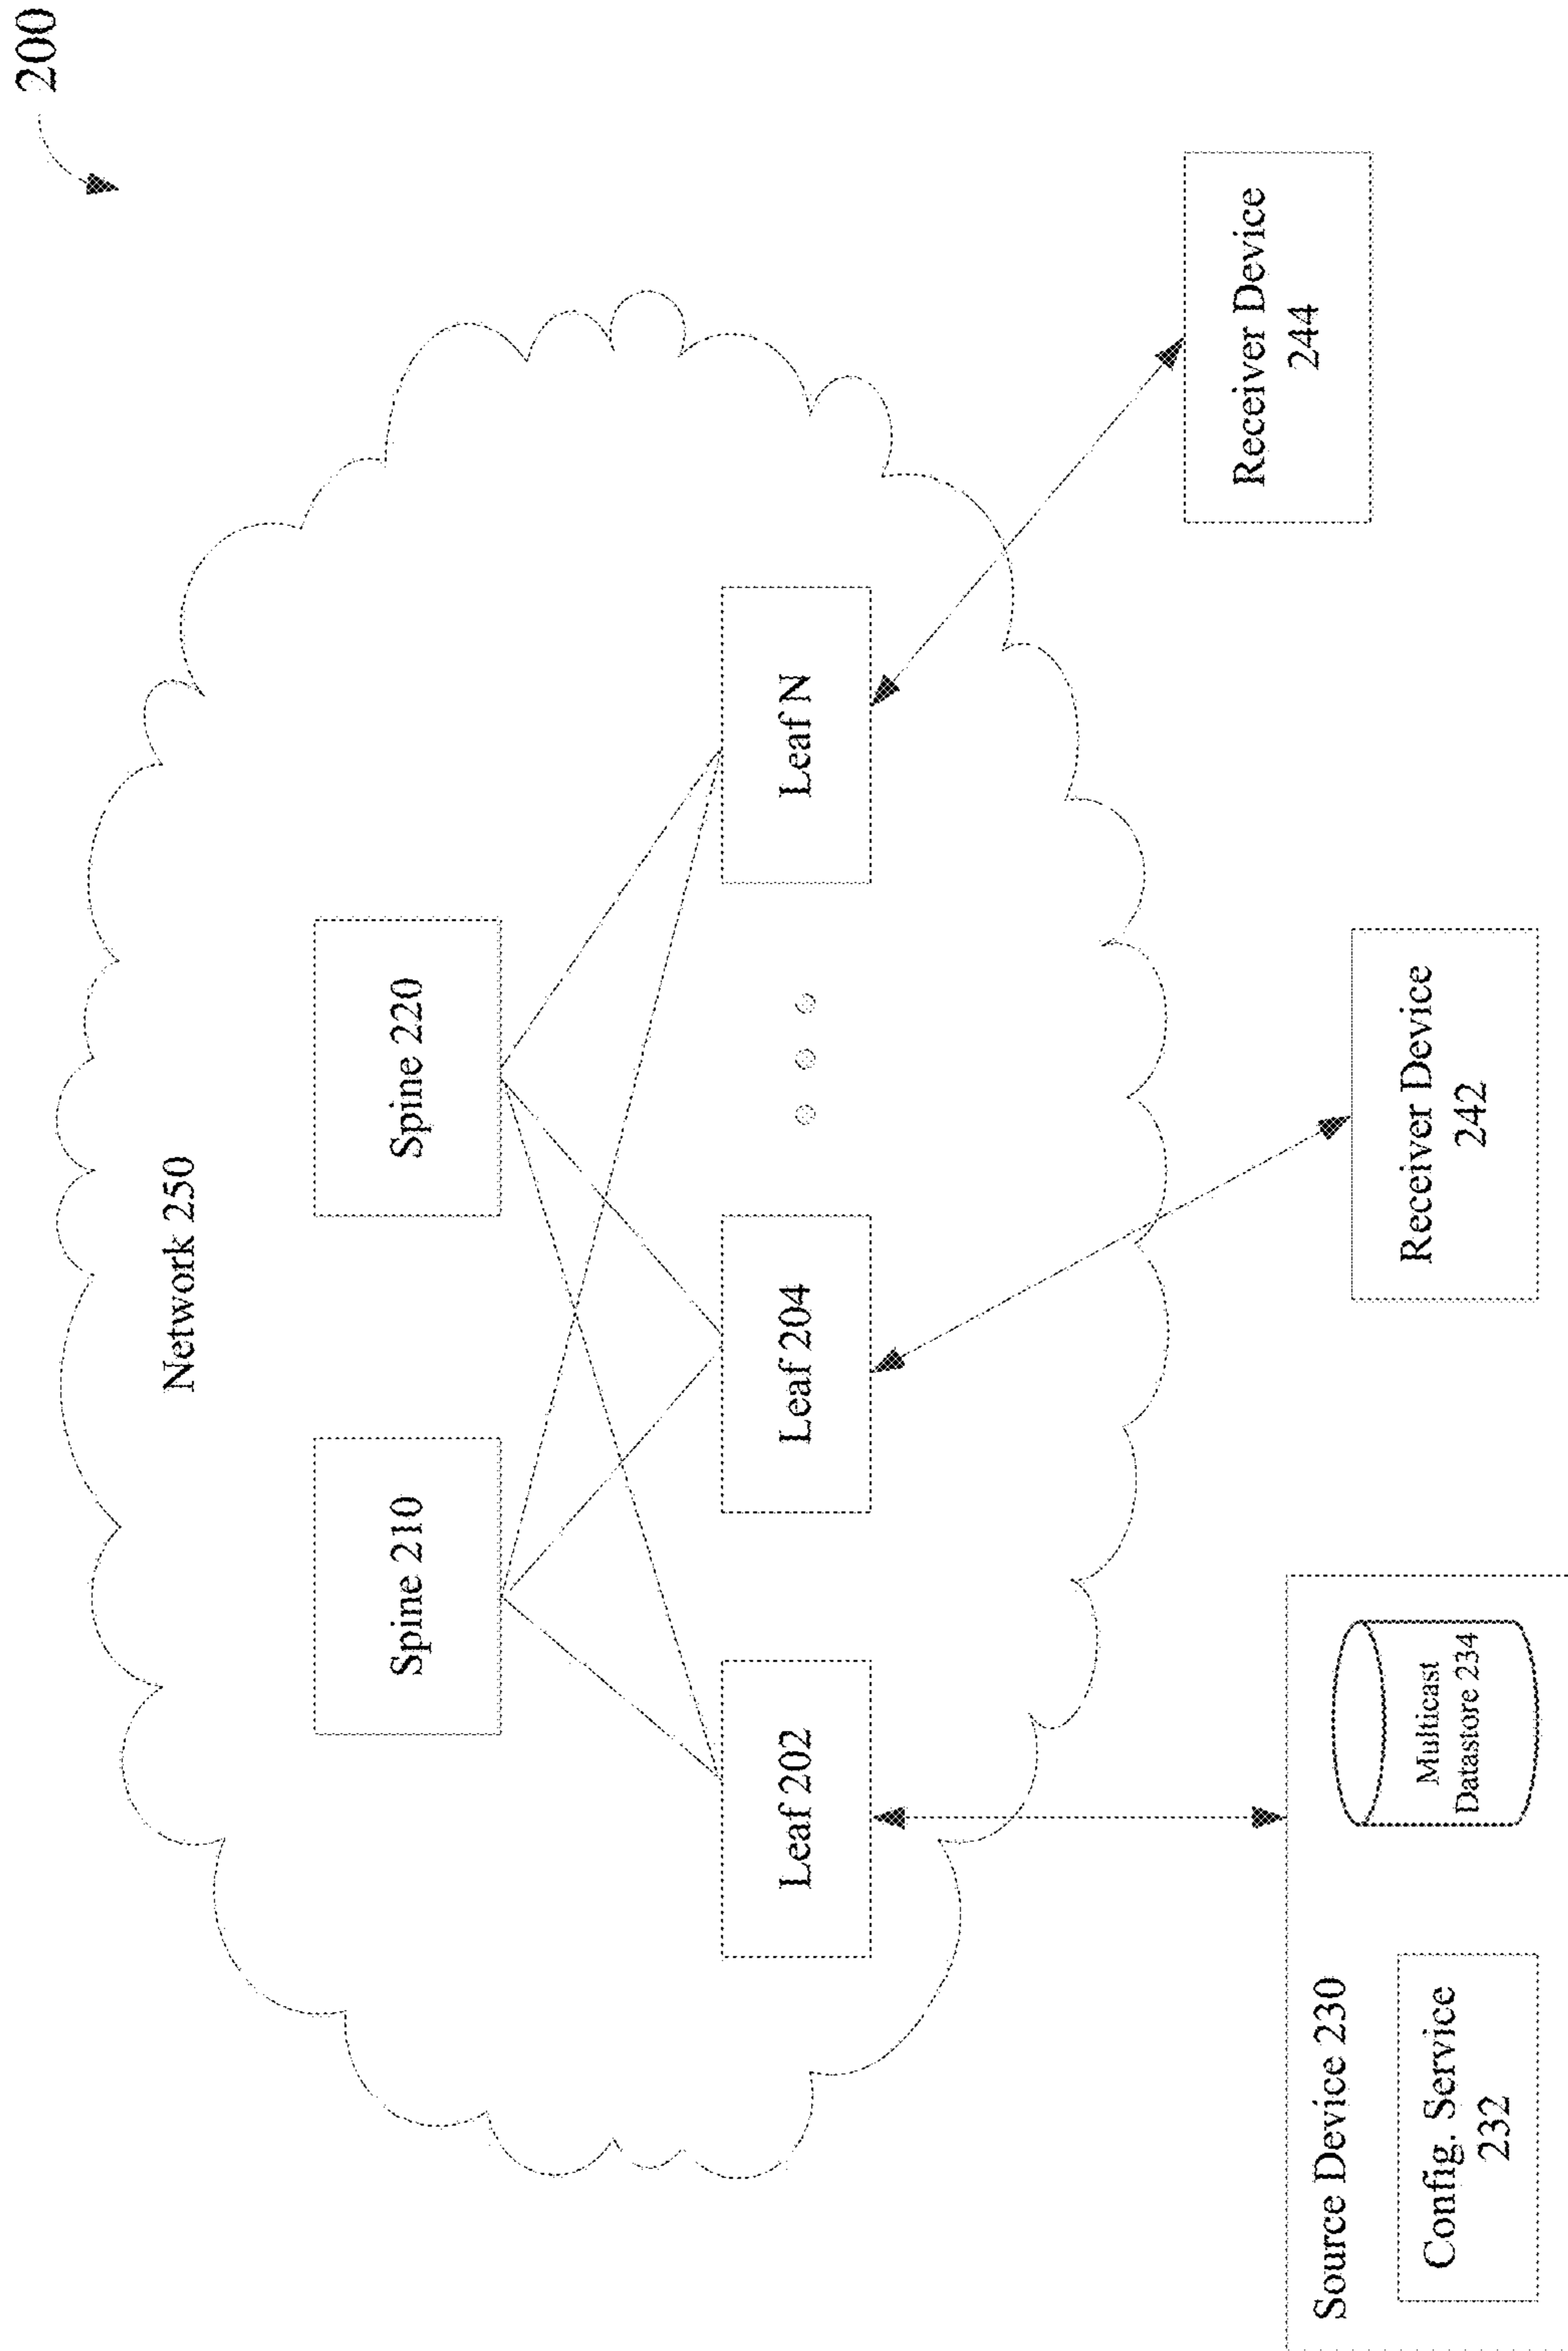 200
Network 250
Spine 210
Spine 220
Leaf 202
Leaf 204
Leaf N
Source Device 230
Config. Service
232
Multicast
Datastore 234
Receiver Device
242
Receiver Device
244